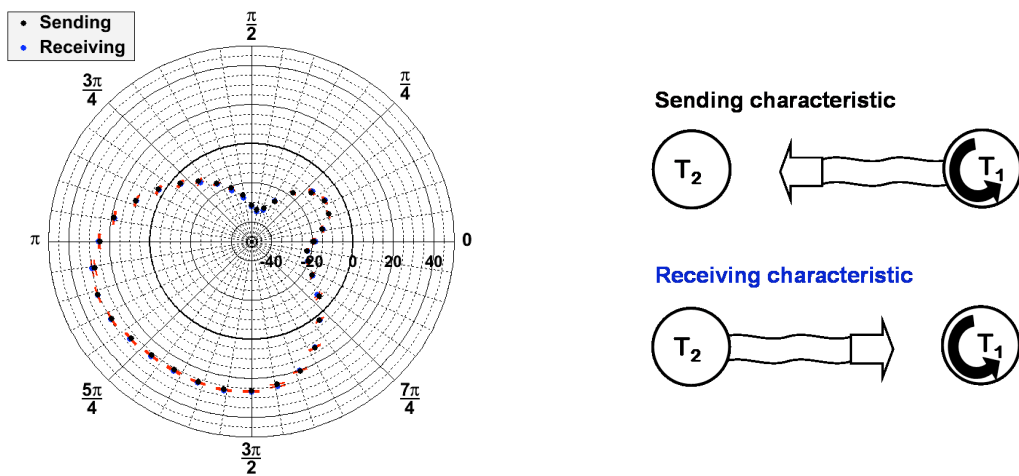 Sending
Receiving
π/2
3π/4
π/4
π
0
-40 -20 0 20 40
5π/4
7π/4
3π/2
Sending characteristic
T₂
T₁
Receiving characteristic
T₂
T₁